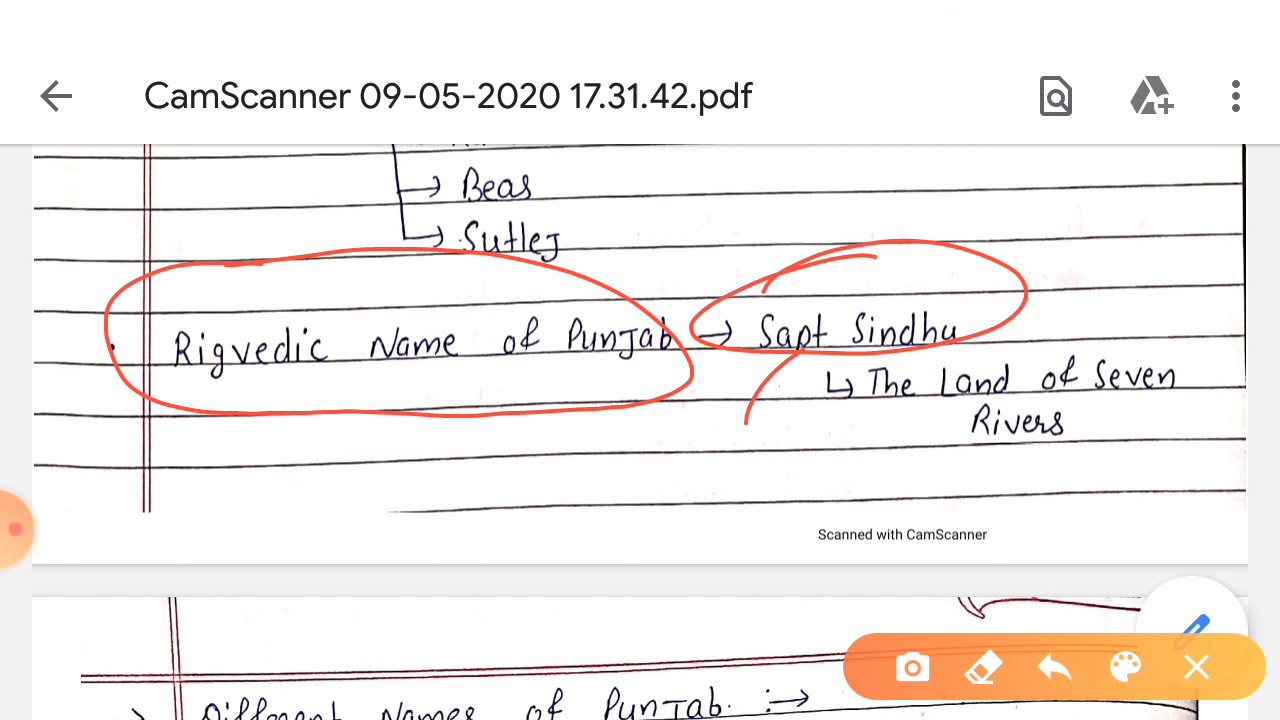 CamScanner 09-05-2020 17.31.42.pdf
→ Beas
→ Sutlej
Rigvedic Name of Punjab → Sapt Sindhu
↳ The Land of Seven
Rivers
Scanned with CamScanner
Different Names of Punjab :→